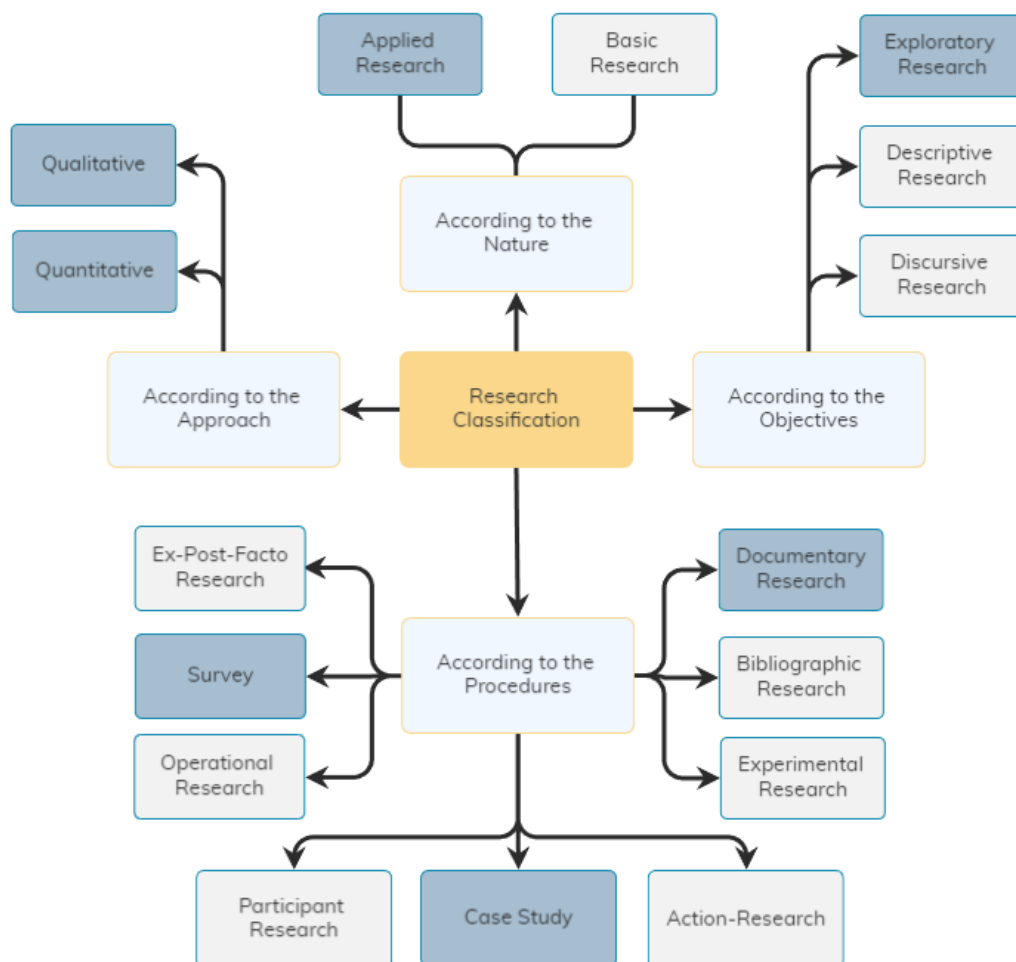 Applied
Research
Basic
Research
Exploratory
Research
Qualitative
Descriptive
Research
According to the
Nature
Quantitative
Discursive
Research
According to the
Approach
Research
Classification
According to the
Objectives
Ex-Post-Facto
Research
Documentary
Research
Survey
According to the
Procedures
Bibliographic
Research
Operational
Research
Experimental
Research
Participant
Research
Case Study
Action-Research